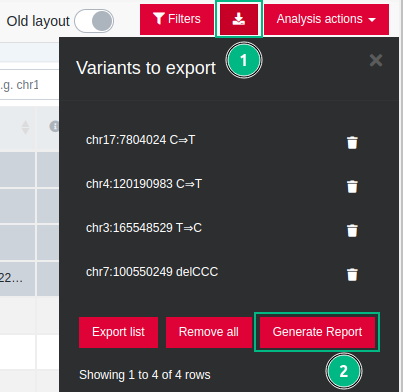 Old layout
Filters
Analysis actions
1
Variants to export
.g. chr1
chr17:7804024 C⇒T
chr4:120190983 C⇒T
chr3:165548529 T⇒C
22...
chr7:100550249 delCCC
Export list
Remove all
Generate Report
2
Showing 1 to 4 of 4 rows